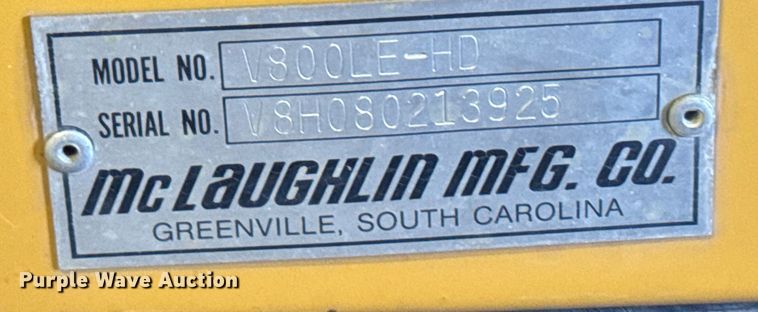 MODEL NO. V800LE-HD
SERIAL NO. V8H080213925
McLAUGHLIN MFG. CO.
GREENVILLE, SOUTH CAROLINA
Purple Wave Auction